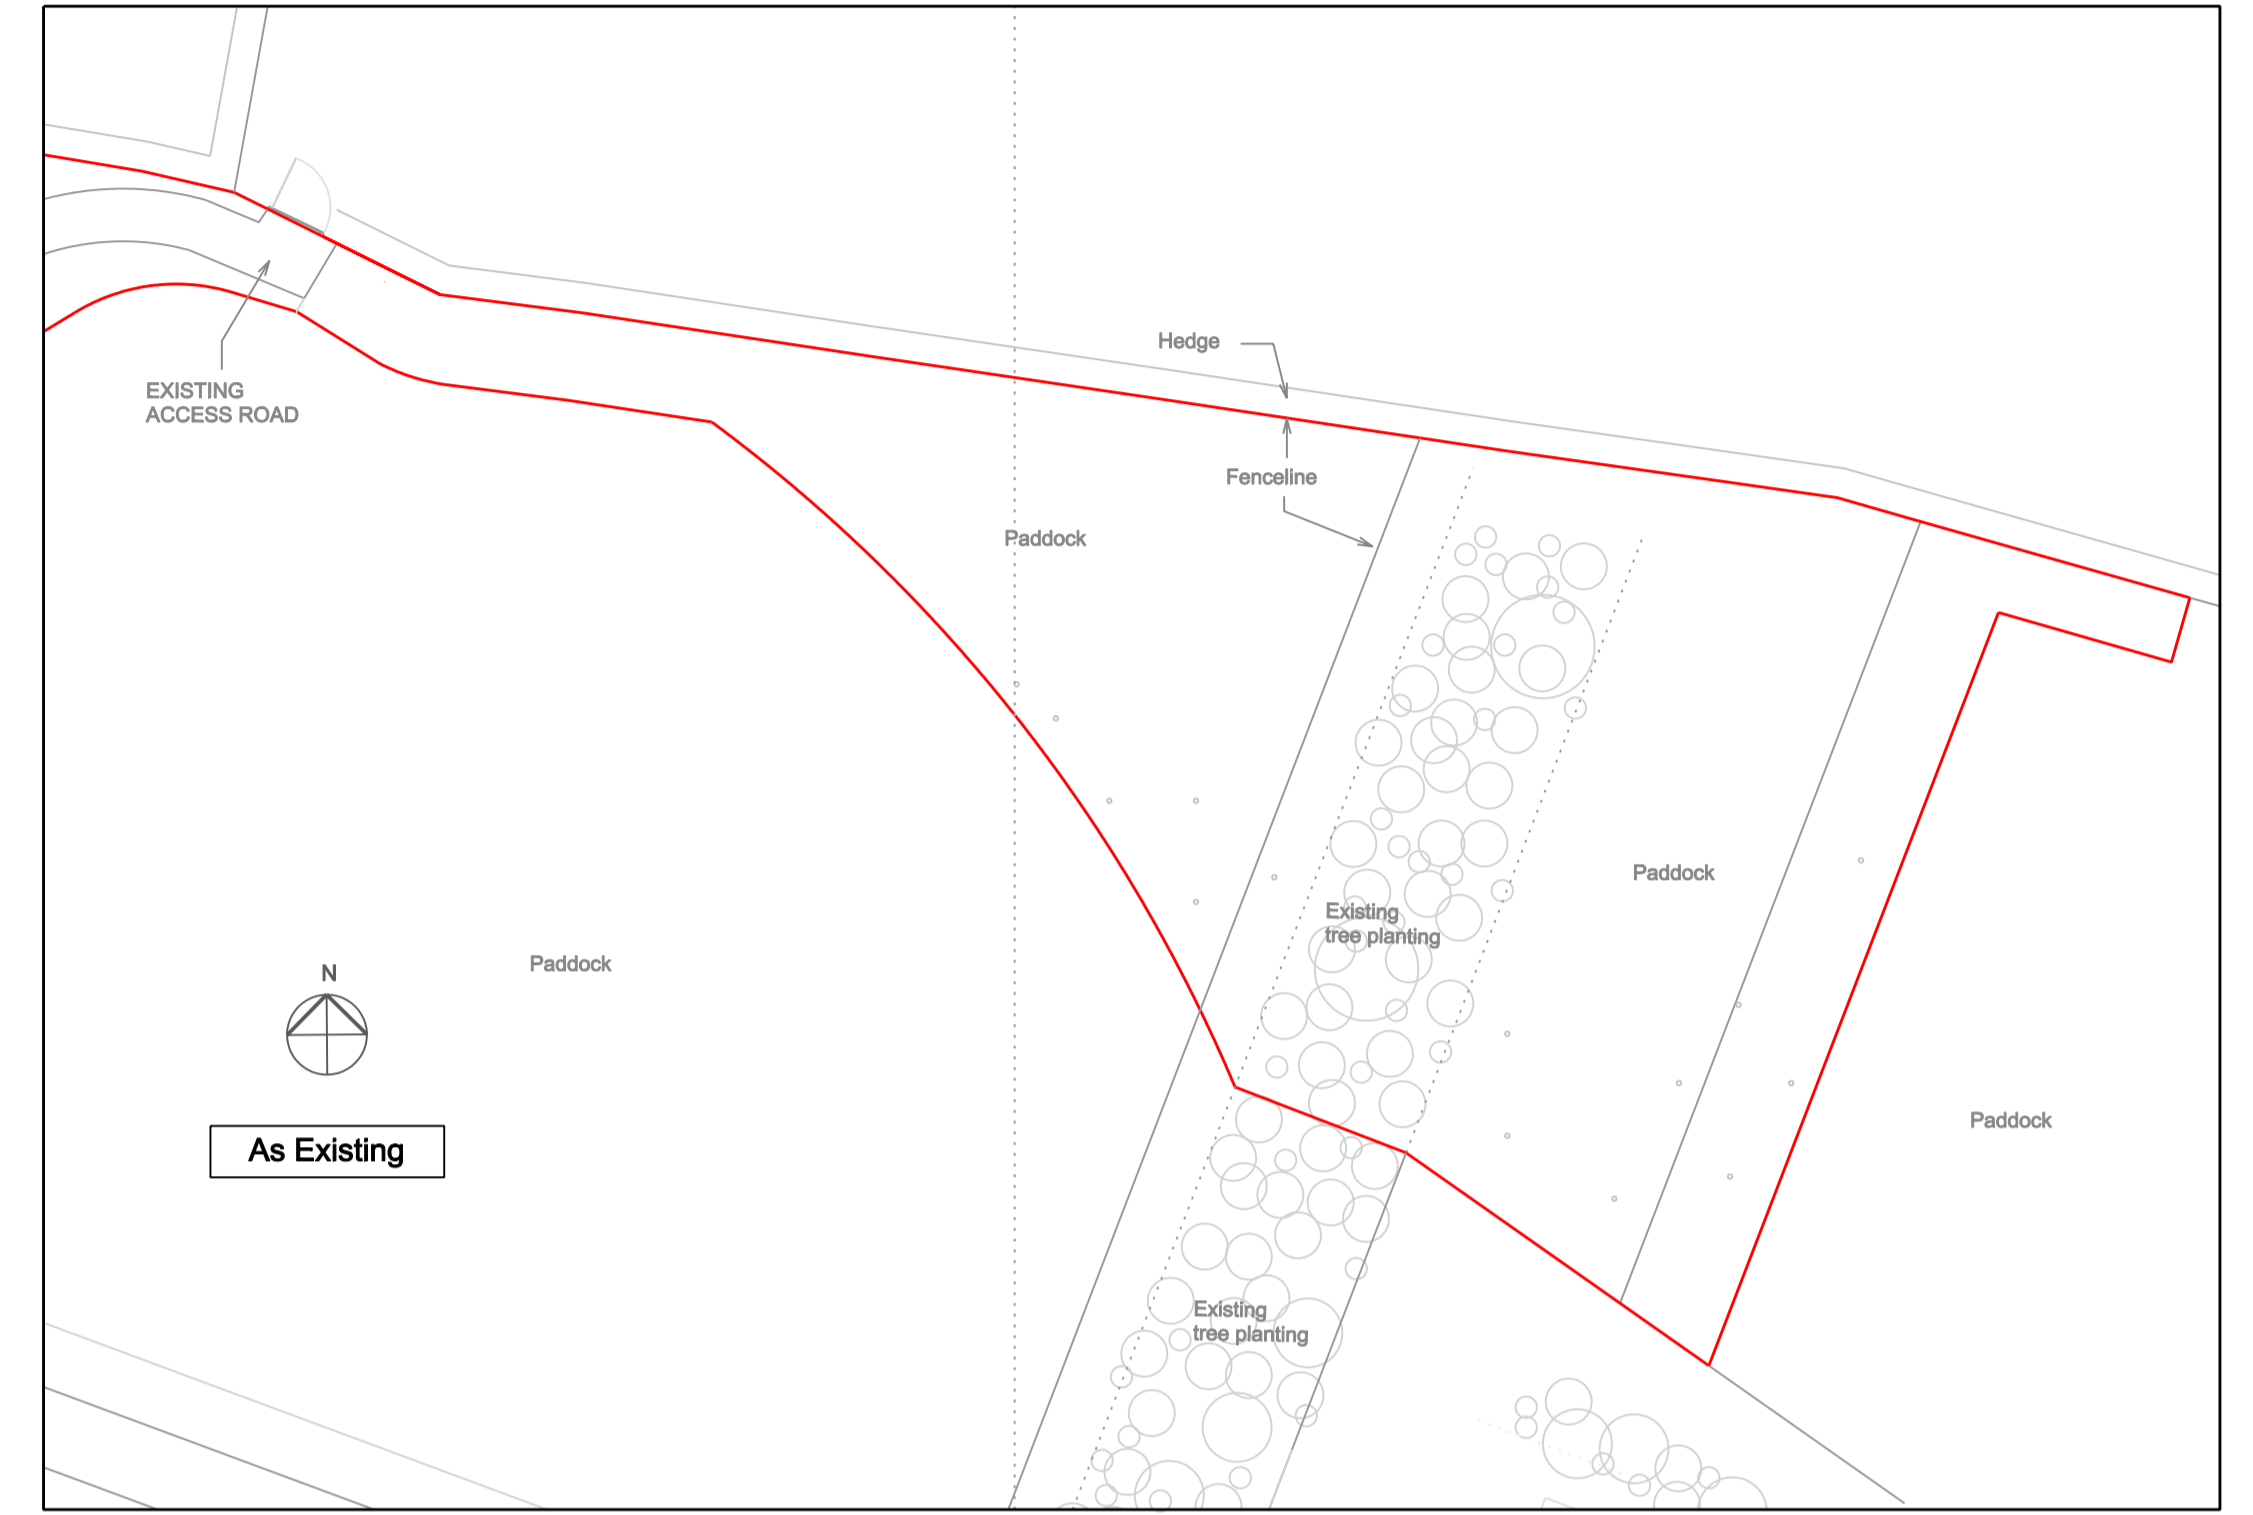 Hedge
EXISTING
ACCESS ROAD
Fenceline
Paddock
Paddock
Existing
tree planting
Paddock
N
Paddock
As Existing
Existing
tree planting